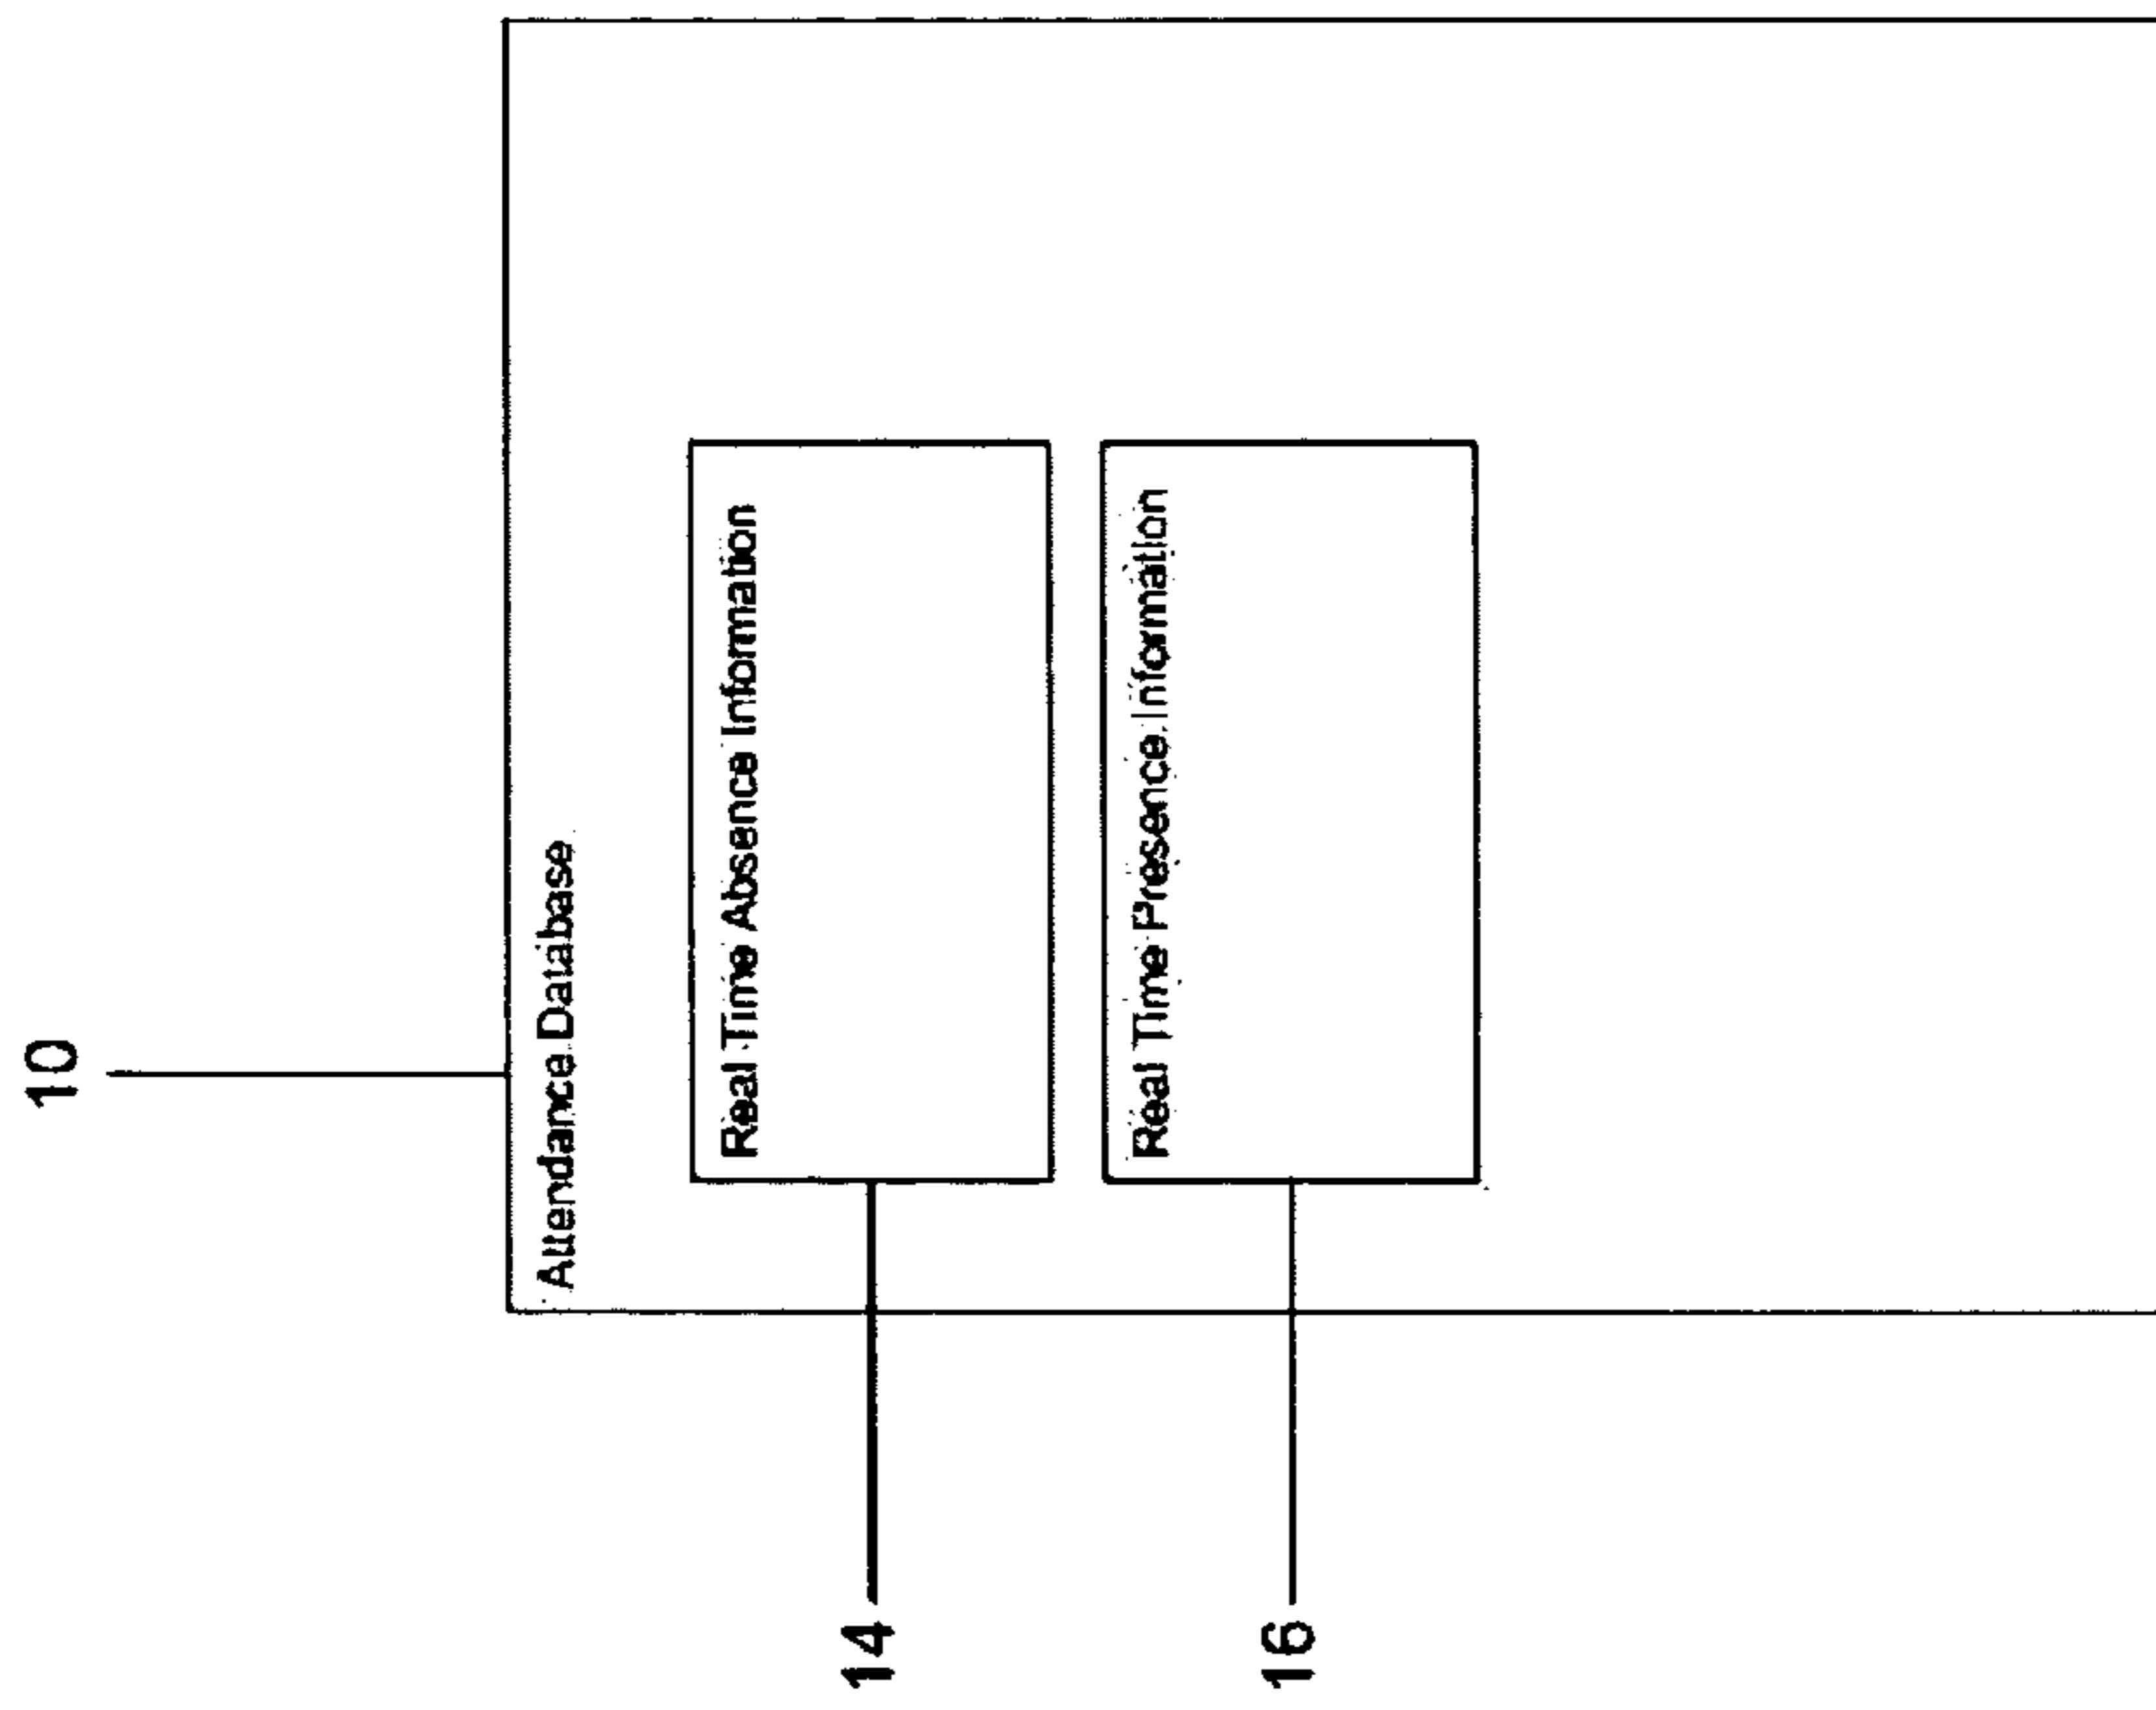 10
Attendance Database
Real Time Absence Information
Real Time Presence Information
14
16